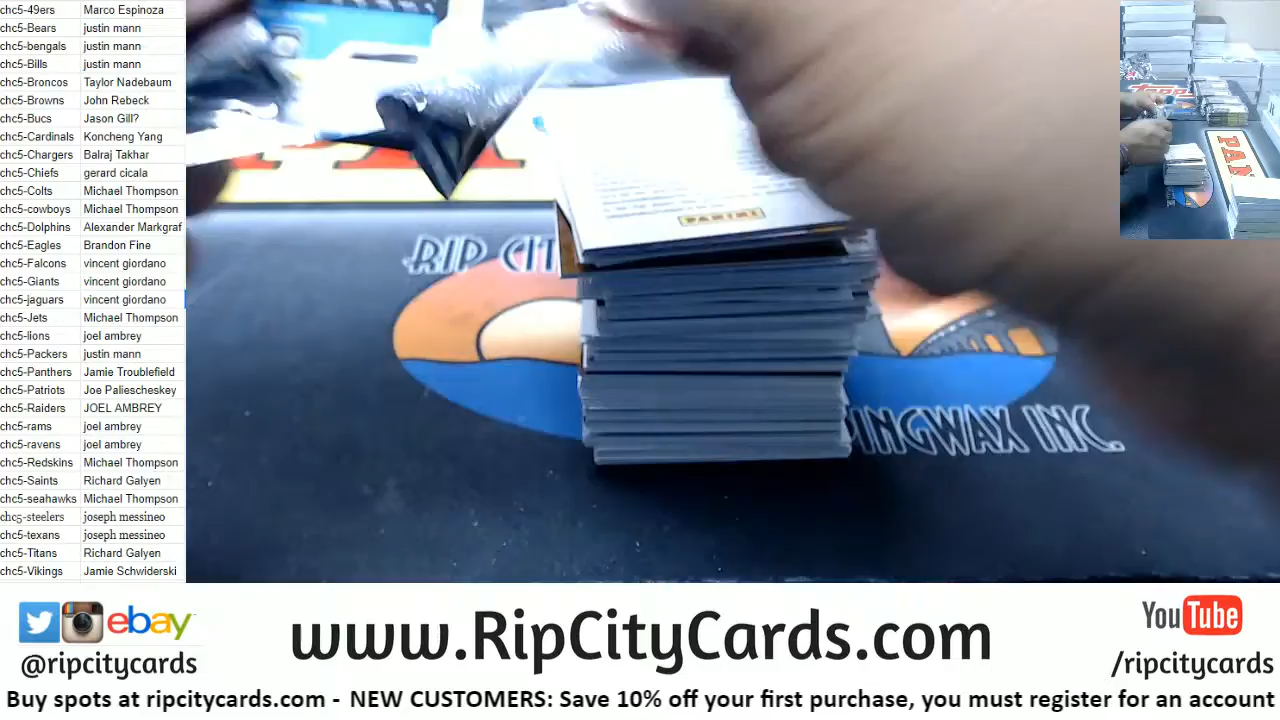 chc5-49ers Marco Espinoza
chc5-Bears justin mann
chc5-bengals justin mann
chc5-Bills justin mann
chc5-Broncos Taylor Nadebaum
chc5-Browns John Rebeck
chc5-Bucs Jason Gill?
chc5-Cardinals Koncheng Yang
chc5-Chargers Balraj Takhar
chc5-Chiefs gerard cicala
chc5-Colts Michael Thompson
chc5-cowboys Michael Thompson
chc5-Dolphins Alexander Markgraf
chc5-Eagles Brandon Fine
chc5-Falcons vincent giordano
chc5-Giants vincent giordano
chc5-jaguars vincent giordano
chc5-Jets Michael Thompson
chc5-lions joel ambrey
chc5-Packers justin mann
chc5-Panthers Jamie Troublefield
chc5-Patriots Joe Paliescheskey
chc5-Raiders JOEL AMBREY
chc5-rams joel ambrey
chc5-ravens joel ambrey
chc5-Redskins Michael Thompson
chc5-Saints Richard Galyen
chc5-seahawks Michael Thompson
chc5-steelers joseph messineo
chc5-texans joseph messineo
chc5-Titans Richard Galyen
chc5-Vikings Jamie Schwiderski
PANINI
RIP CIT
PINGWAX INC.
topps
PAN
ebay
@ripcitycards
www.RipCityCards.com
YouTube
/ripcitycards
Buy spots at ripcitycards.com - NEW CUSTOMERS: Save 10% off your first purchase, you must register for an account